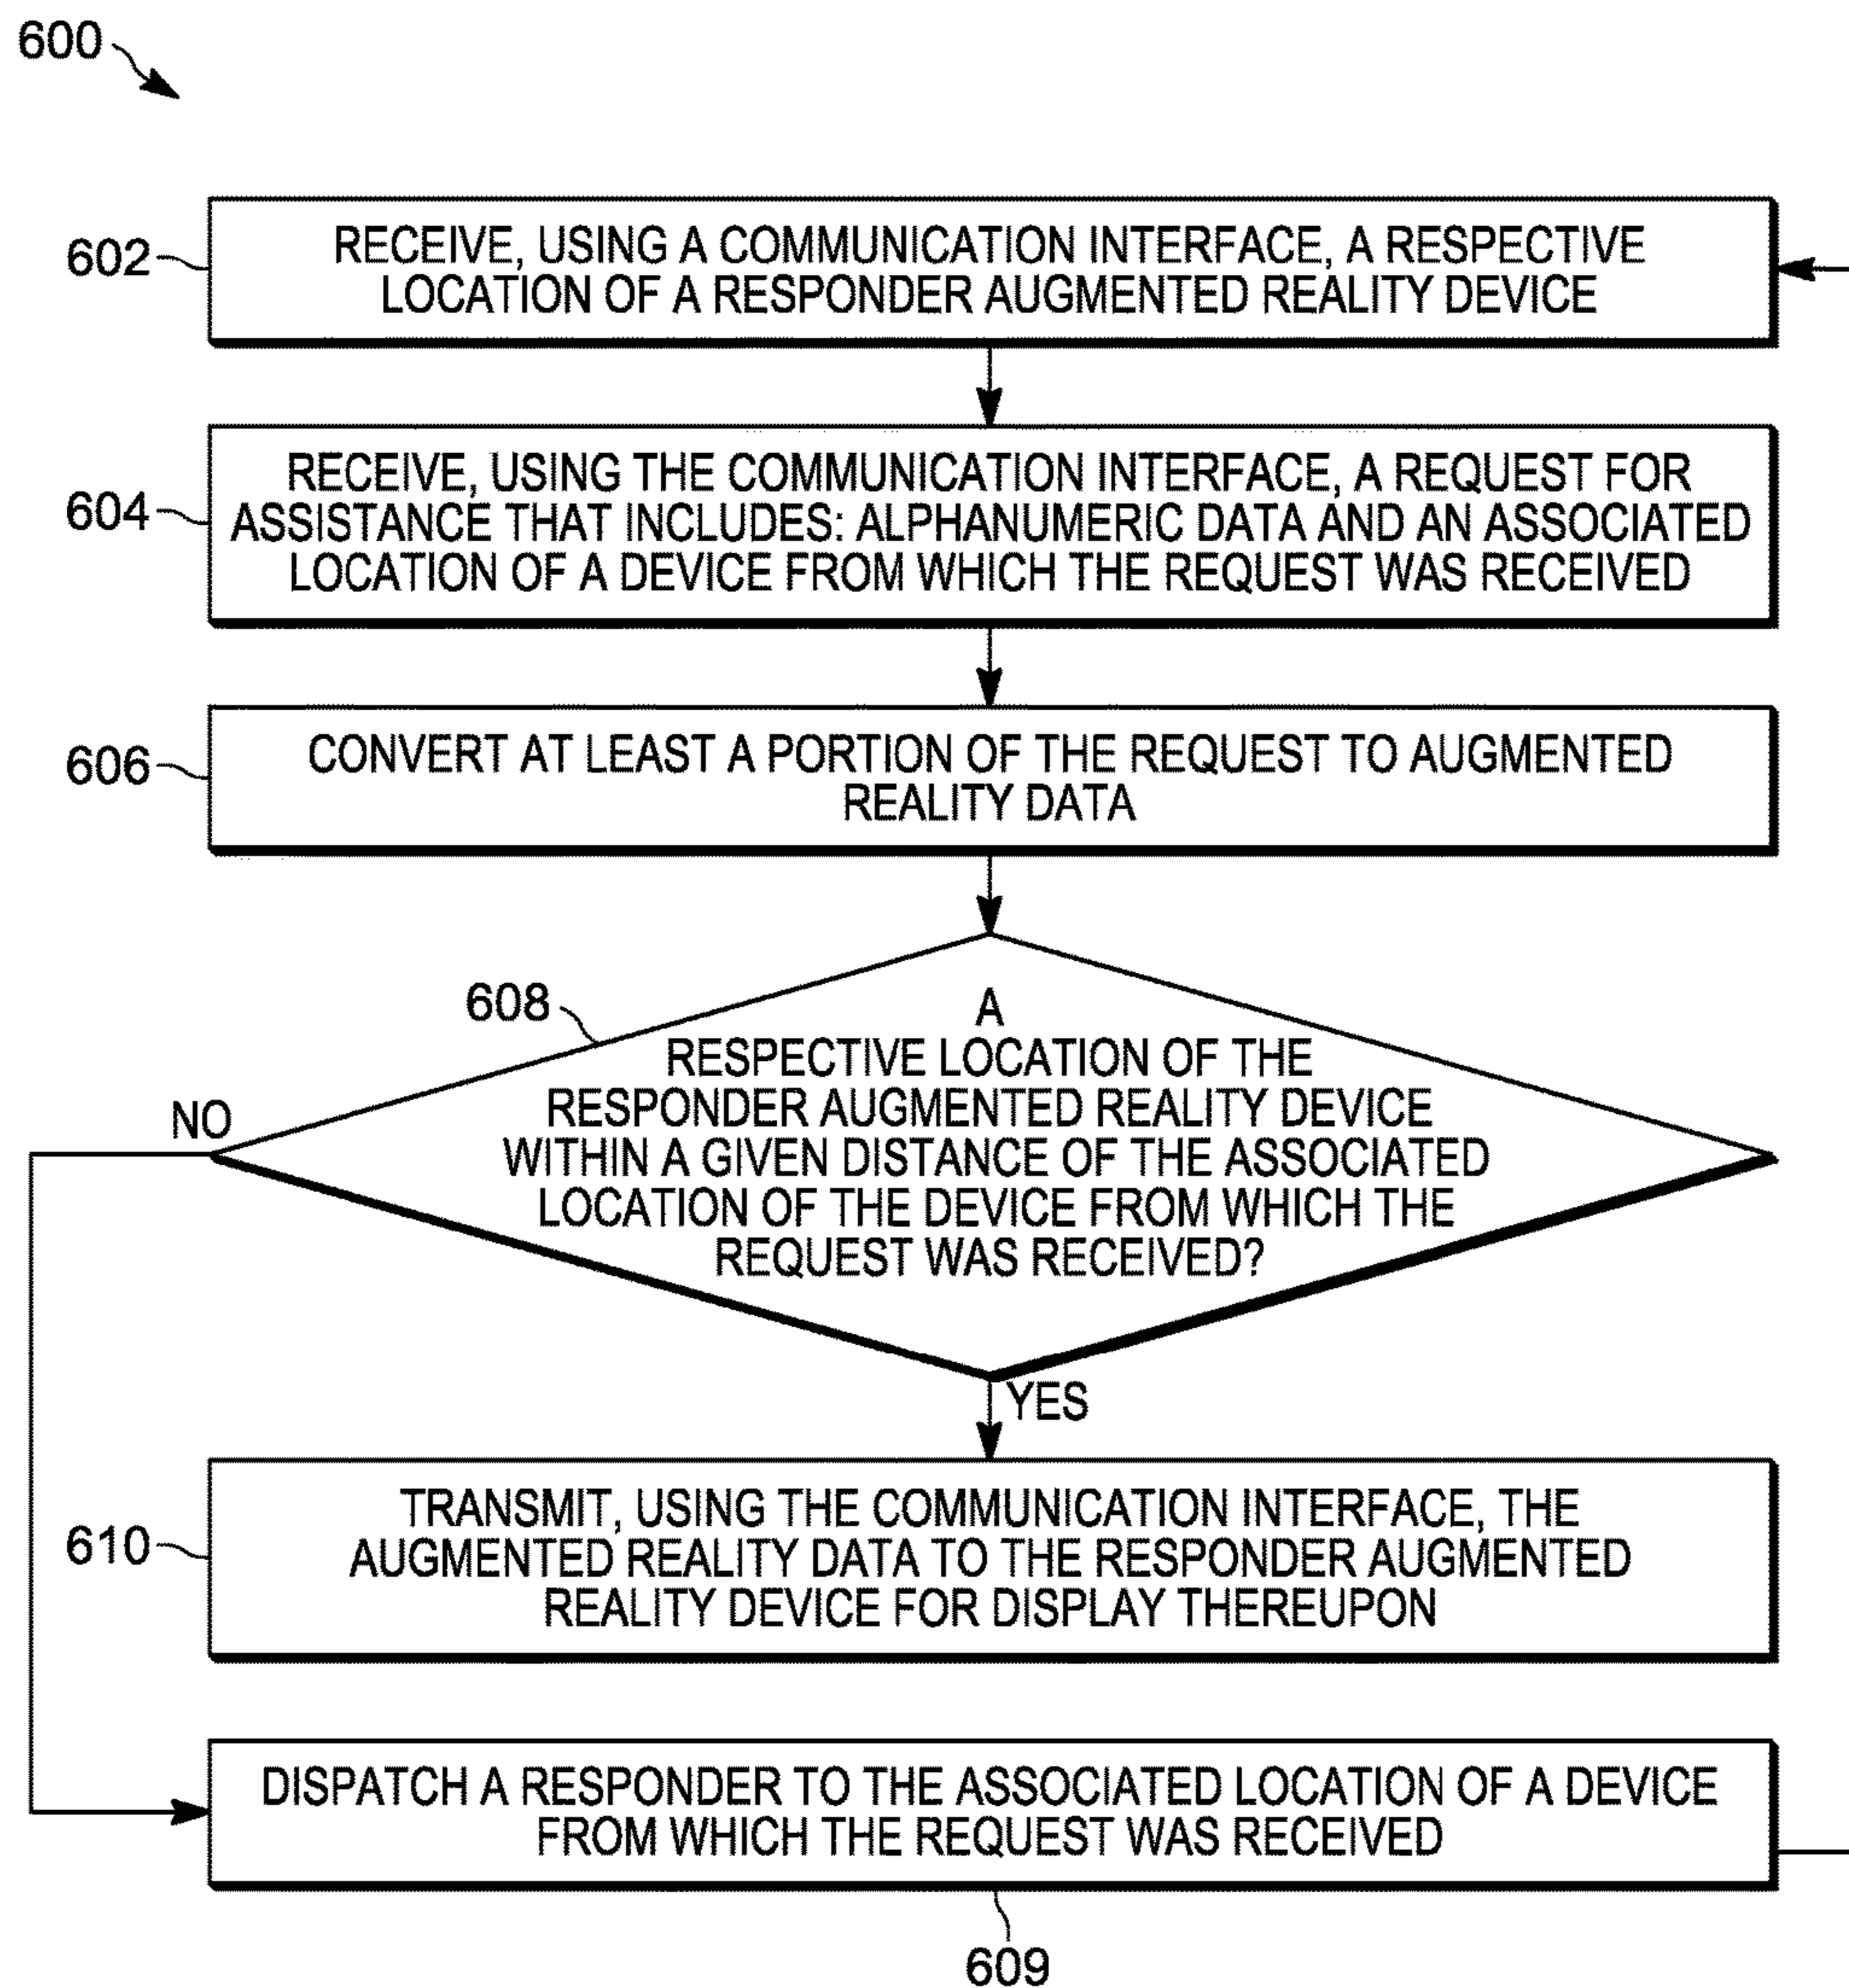 600
602
RECEIVE, USING A COMMUNICATION INTERFACE, A RESPECTIVE
LOCATION OF A RESPONDER AUGMENTED REALITY DEVICE
604
RECEIVE, USING THE COMMUNICATION INTERFACE, A REQUEST FOR
ASSISTANCE THAT INCLUDES: ALPHANUMERIC DATA AND AN ASSOCIATED
LOCATION OF A DEVICE FROM WHICH THE REQUEST WAS RECEIVED
606
CONVERT AT LEAST A PORTION OF THE REQUEST TO AUGMENTED
REALITY DATA
608
A
RESPECTIVE LOCATION OF THE
RESPONDER AUGMENTED REALITY DEVICE
WITHIN A GIVEN DISTANCE OF THE ASSOCIATED
LOCATION OF THE DEVICE FROM WHICH THE
REQUEST WAS RECEIVED?
NO
YES
610
TRANSMIT, USING THE COMMUNICATION INTERFACE, THE
AUGMENTED REALITY DATA TO THE RESPONDER AUGMENTED
REALITY DEVICE FOR DISPLAY THEREUPON
DISPATCH A RESPONDER TO THE ASSOCIATED LOCATION OF A DEVICE
FROM WHICH THE REQUEST WAS RECEIVED
609